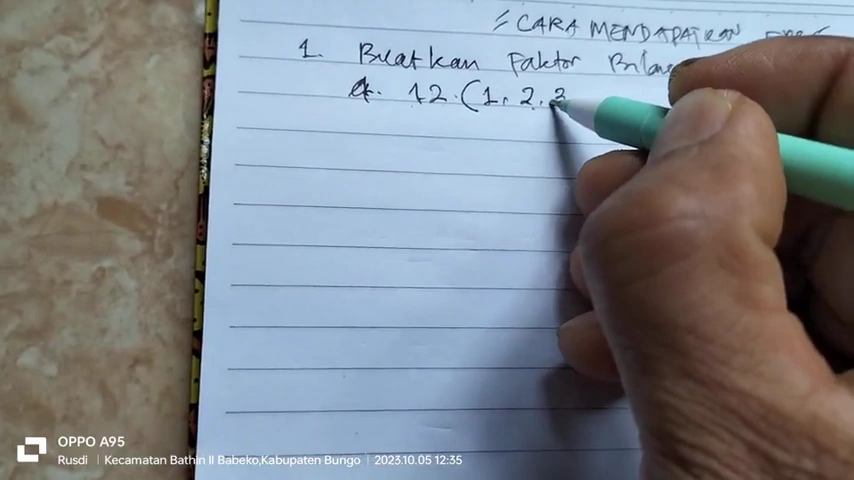 = CARA MENDAPATKAN
1. Buatkan Faktor
a. 12. (1, 2, 3
OPPO A95
Rusdi | Kecamatan Bathin II Babeko,Kabupaten Bungo | 2023.10.05 12:35